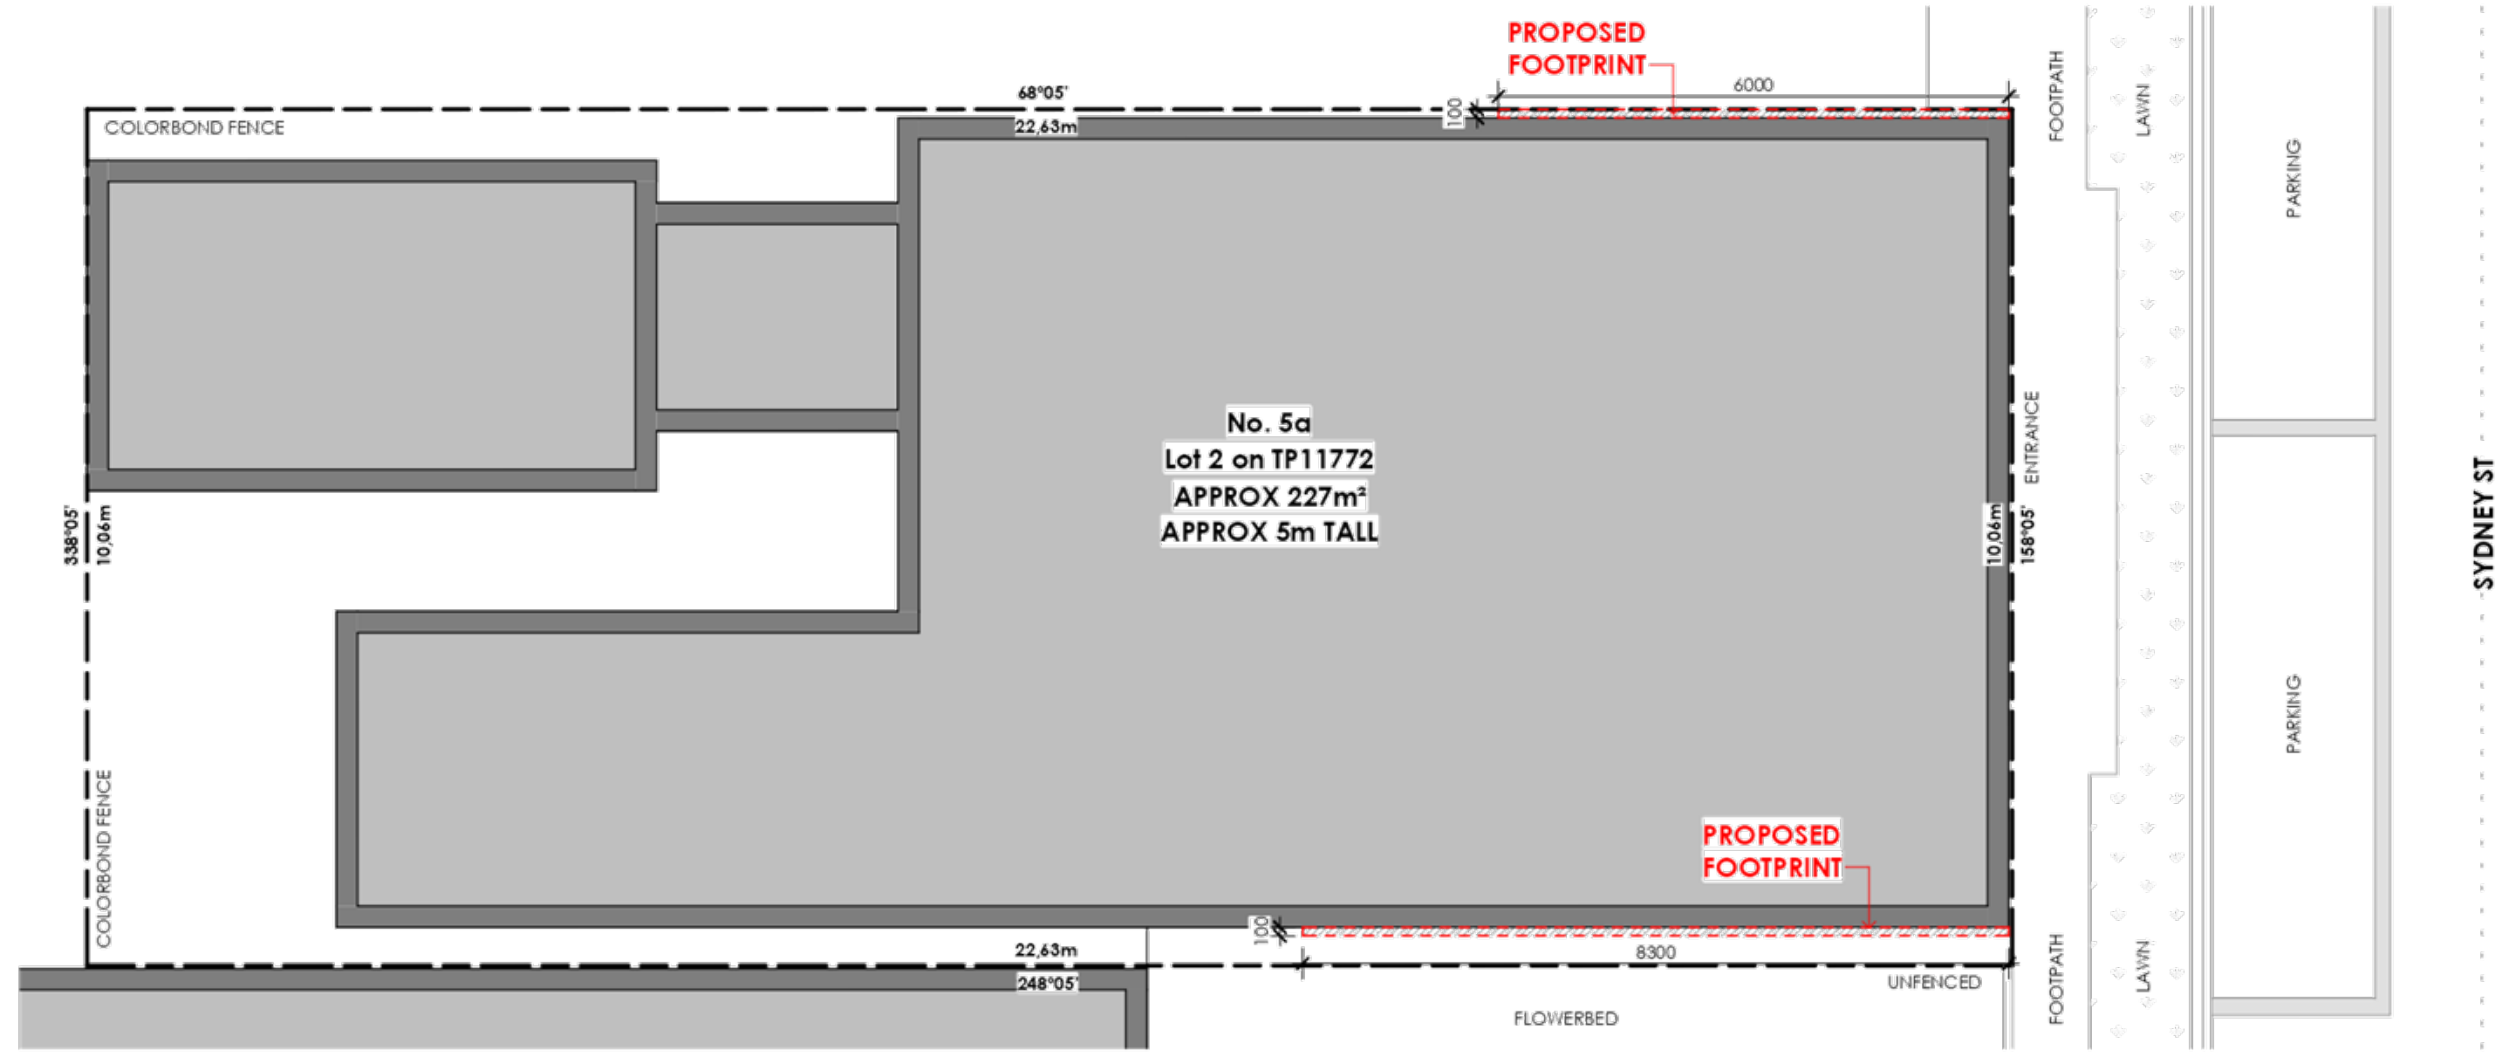 PROPOSED
FOOTPRINT
6000
68°05'
100
COLORBOND FENCE
22,63m
FOOTPATH
LAWN
PARKING
No. 5a
Lot 2 on TP11772
APPROX 227m²
APPROX 5m TALL
ENTRANCE
338°05'
10,06m
10,06m
158°05'
SYDNEY ST
PARKING
COLORBOND FENCE
PROPOSED
FOOTPRINT
100
22,63m
8300
248°05'
UNFENCED
FLOWERBED
FOOTPATH
LAWN